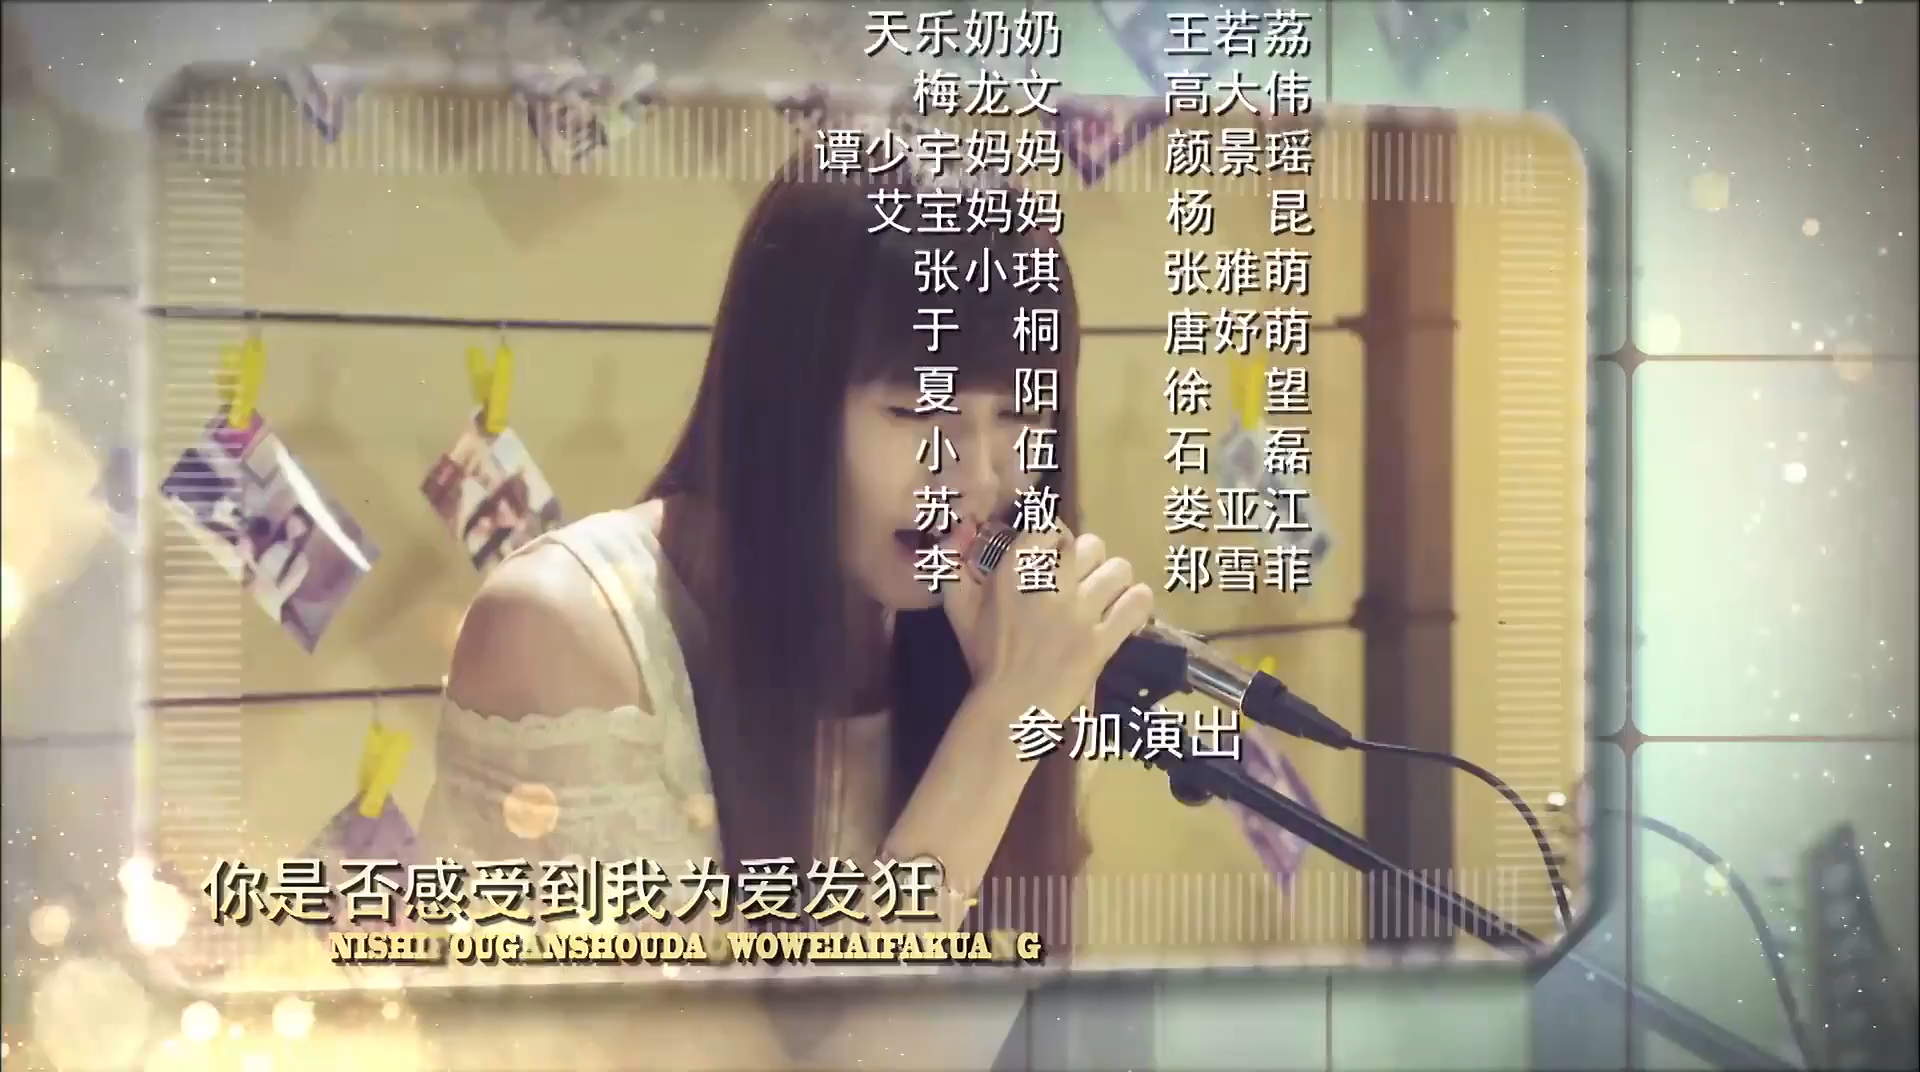 天乐奶奶 王若荔
梅龙文 高大伟
谭少宇妈妈 颜景瑶
艾宝妈妈 杨 昆
张小琪 张雅萌
于 桐 唐妤萌
夏 阳 徐 望
小 伍 石 磊
苏 澈 娄亚江
李 蜜 郑雪菲
参加演出
你是否感受到我为爱发狂
NISHIFOUGANSHOUDAOWOWEIAIFAKUANG